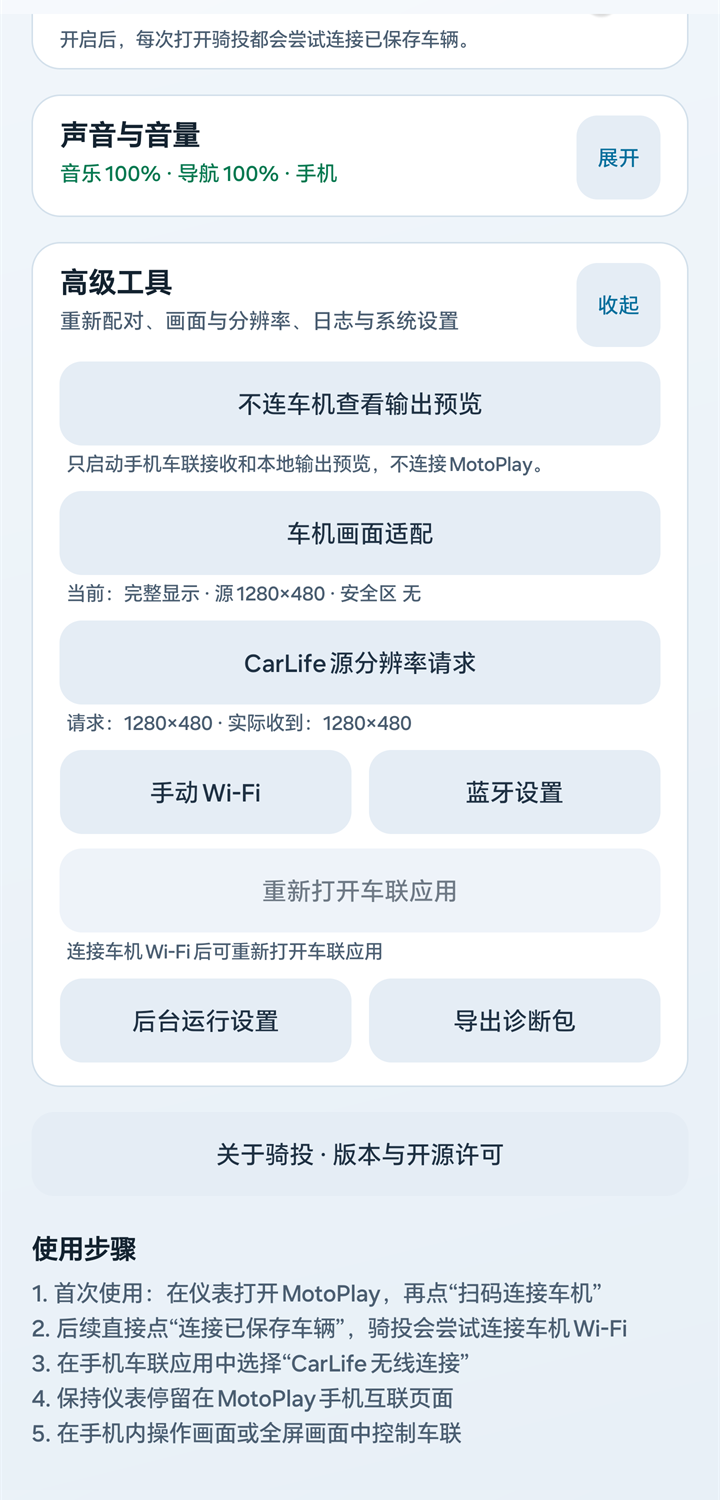 开启后，每次打开骑投都会尝试连接已保存车辆。
声音与音量
音乐 100% · 导航 100% · 手机
展开
高级工具
重新配对、画面与分辨率、日志与系统设置
收起
不连车机查看输出预览
只启动手机车联接收和本地输出预览，不连接 MotoPlay。
车机画面适配
当前：完整显示 · 源 1280×480 · 安全区 无
CarLife 源分辨率请求
请求：1280×480 · 实际收到：1280×480
手动 Wi-Fi
蓝牙设置
重新打开车联应用
连接车机 Wi-Fi 后可重新打开车联应用
后台运行设置
导出诊断包
关于骑投 · 版本与开源许可
使用步骤
1. 首次使用：在仪表打开 MotoPlay，再点“扫码连接车机”
2. 后续直接点“连接已保存车辆”，骑投会尝试连接车机 Wi-Fi
3. 在手机车联应用中选择“CarLife 无线连接”
4. 保持仪表停留在 MotoPlay 手机互联页面
5. 在手机内操作画面或全屏画面中控制车联